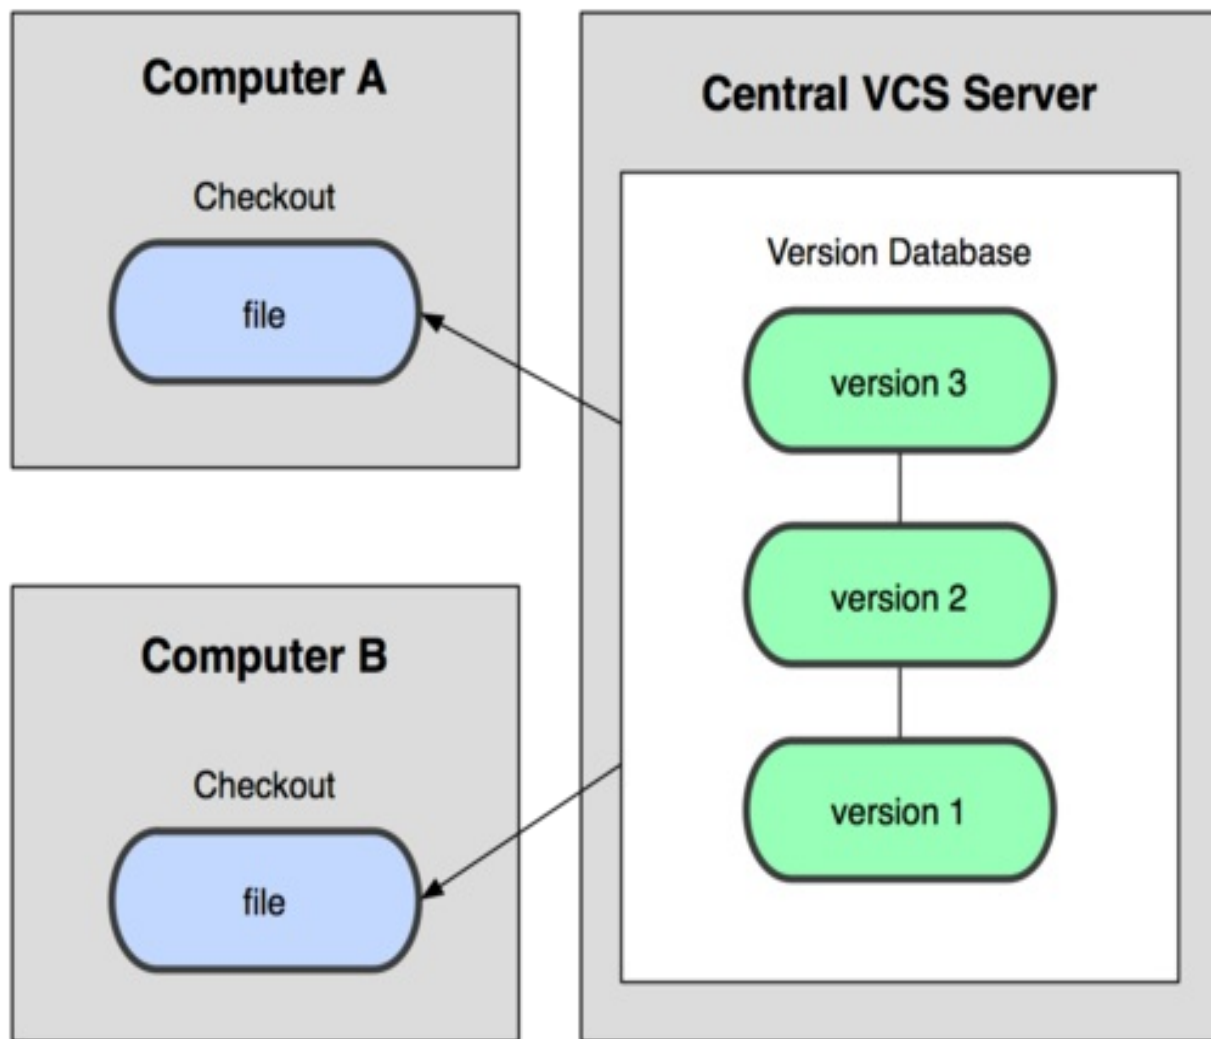 Computer A
Checkout
file
Computer B
Checkout
file
Central VCS Server
Version Database
version 3
version 2
version 1